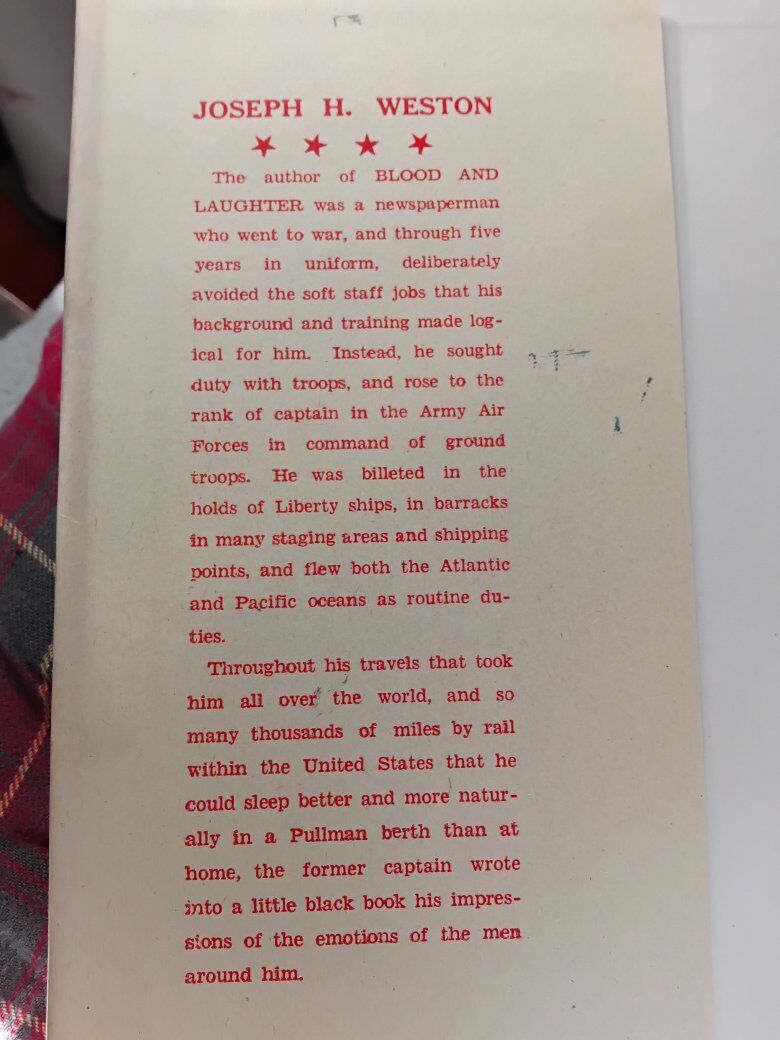 JOSEPH H. WESTON
★ ★ ★ ★
The author of BLOOD AND
LAUGHTER was a newspaperman
who went to war, and through five
years in uniform, deliberately
avoided the soft staff jobs that his
background and training made log-
ical for him. Instead, he sought
duty with troops, and rose to the
rank of captain in the Army Air
Forces in command of ground
troops. He was billeted in the
holds of Liberty ships, in barracks
in many staging areas and shipping
points, and flew both the Atlantic
and Pacific oceans as routine du-
ties.
Throughout his travels that took
him all over the world, and so
many thousands of miles by rail
within the United States that he
could sleep better and more natur-
ally in a Pullman berth than at
home, the former captain wrote
into a little black book his impres-
sions of the emotions of the men
around him.